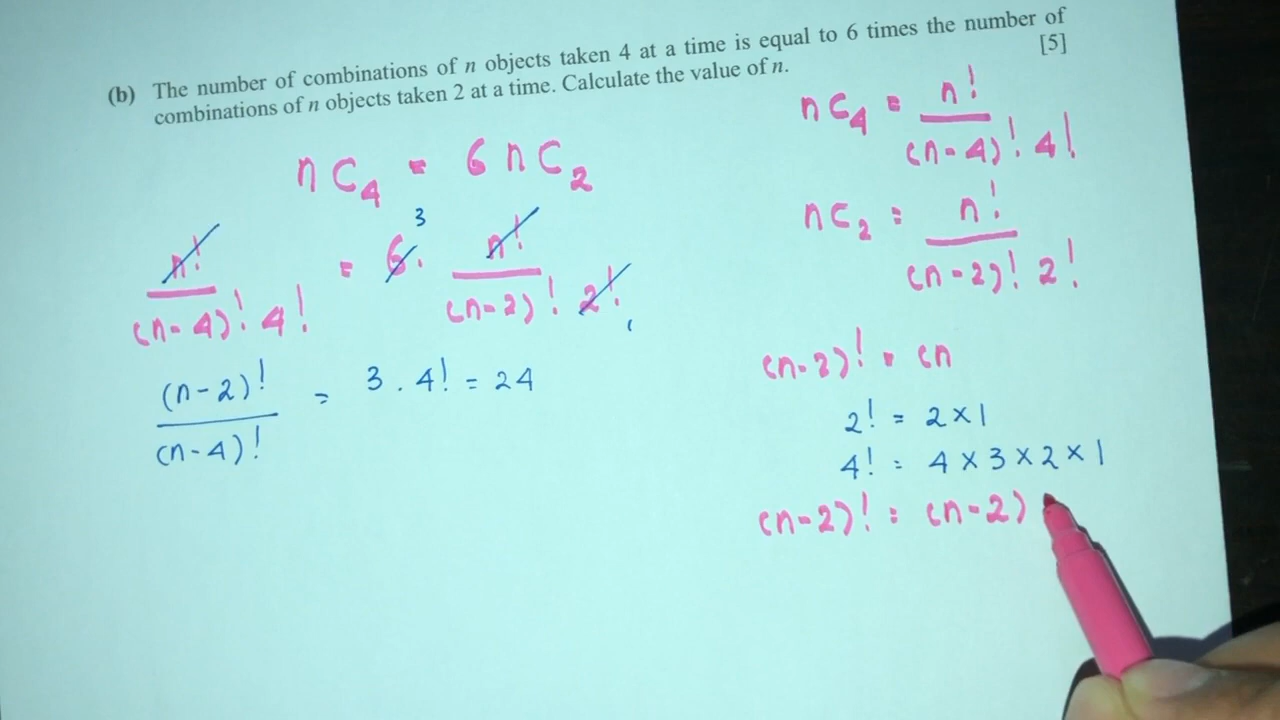 (b) The number of combinations of n objects taken 4 at a time is equal to 6 times the number of
combinations of n objects taken 2 at a time. Calculate the value of n. [5]
nC₄ = 6 nC₂
3
n! / (n-4)! 4! = 6. n! / (n-2)! 2!
1
(n-2)! / (n-4)! = 3 . 4! = 24
nC₄ = n! / (n-4)! 4!
nC₂ = n! / (n-2)! 2!
(n-2)! = (n
2! = 2 × 1
4! = 4 × 3 × 2 × 1
(n-2)! = (n-2)